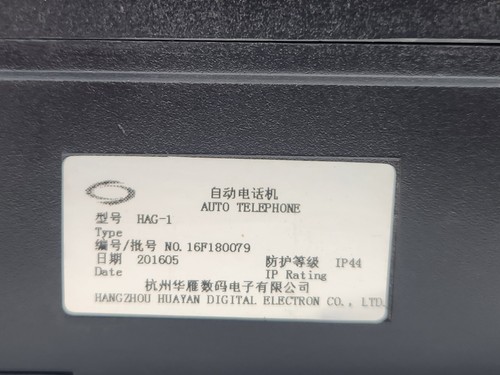 自动电话机
AUTO TELEPHONE
型号 HAG-1
Type
编号/批号 NO.16F180079
日期 201605 防护等级 IP44
Date IP Rating
杭州华雁数码电子有限公司
HANGZHOU HUAYAN DIGITAL ELECTRON CO., LTD.